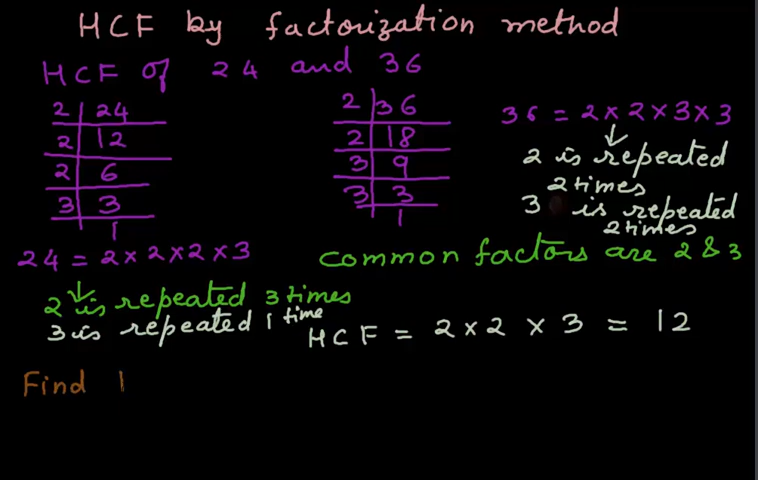 HCF by factorization method
HCF of 24 and 36
2 24
2 12
2 6
3 3
1
2 36
2 18
3 9
3 3
1
36 = 2 × 2 × 3 × 3
2 is repeated
2 times
3 is repeated
2 times
24 = 2 × 2 × 2 × 3
2 is repeated 3 times
3 is repeated 1 time
common factors are 2 & 3
HCF = 2 × 2 × 3 = 12
Find 1